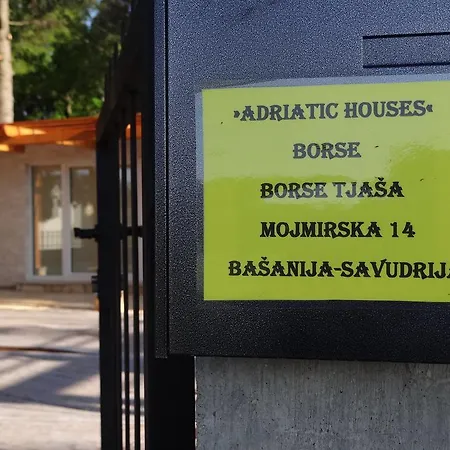 »ADRIATIC HOUSES«
BORSE
BORSE TJAŠA
MOJMIRSKA 14
BAŠANIJA-SAVUDRIJA